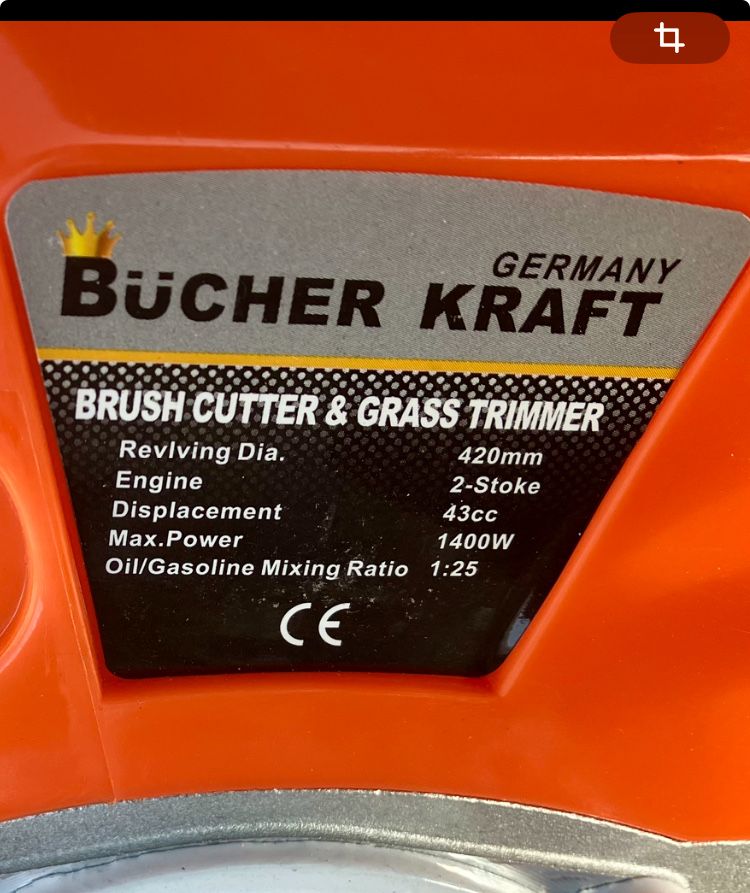 GERMANY
BÜCHER KRAFT
BRUSH CUTTER & GRASS TRIMMER
Revlving Dia. 420mm
Engine 2-Stoke
Displacement 43cc
Max.Power 1400W
Oil/Gasoline Mixing Ratio 1:25
CE